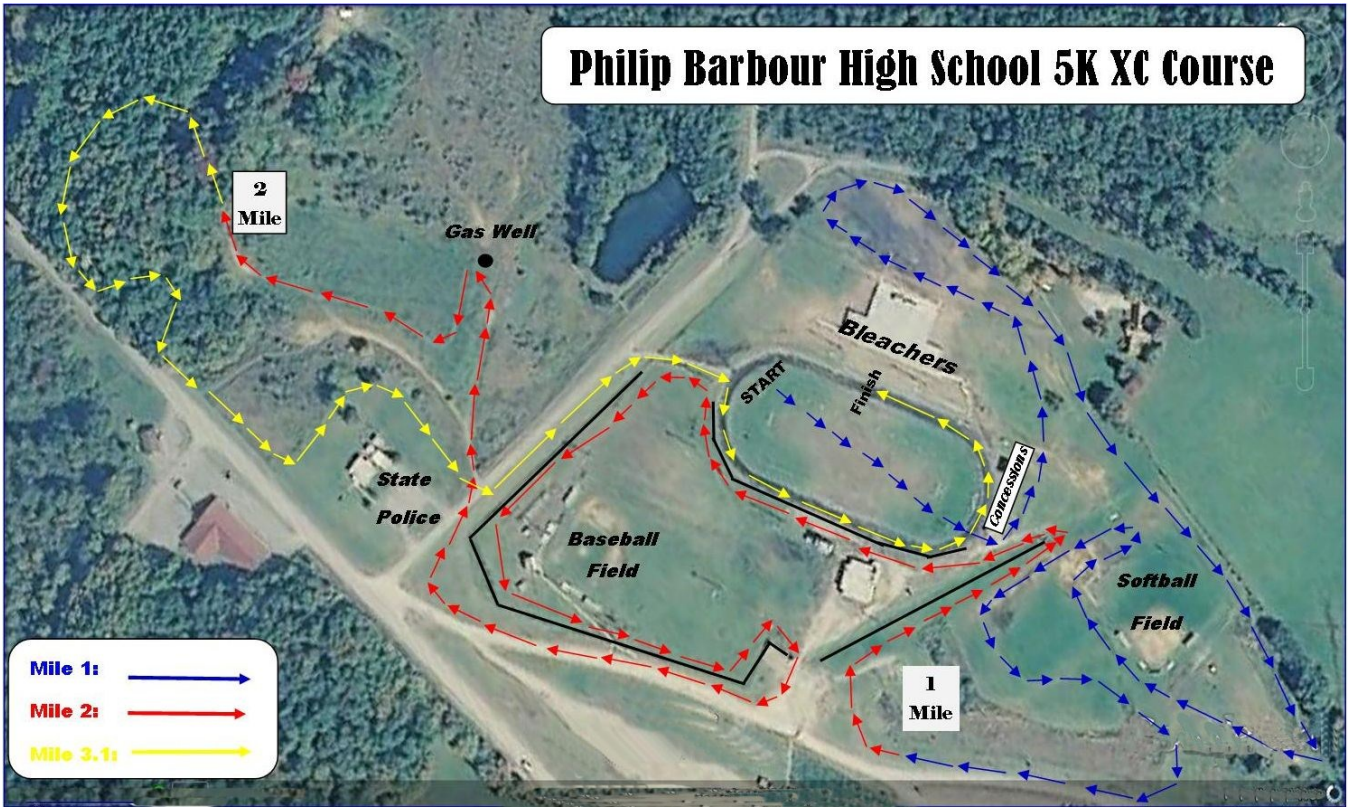 Philip Barbour High School 5K XC Course
2
Mile
Gas Well
Bleachers
START
Finish
Concessions
State
Police
Baseball
Field
Softball
Field
1
Mile
Mile 1:
Mile 2:
Mile 3.1: